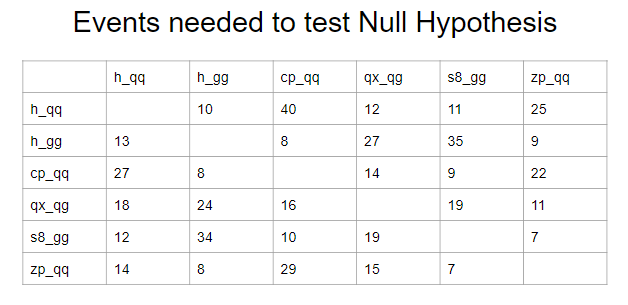 Events needed to test Null Hypothesis
h_qq h_gg cp_qq qx_qg s8_gg zp_qq
h_qq 10 40 12 11 25
h_gg 13 8 27 35 9
cp_qq 27 8 14 9 22
qx_qg 18 24 16 19 11
s8_gg 12 34 10 19 7
zp_qq 14 8 29 15 7